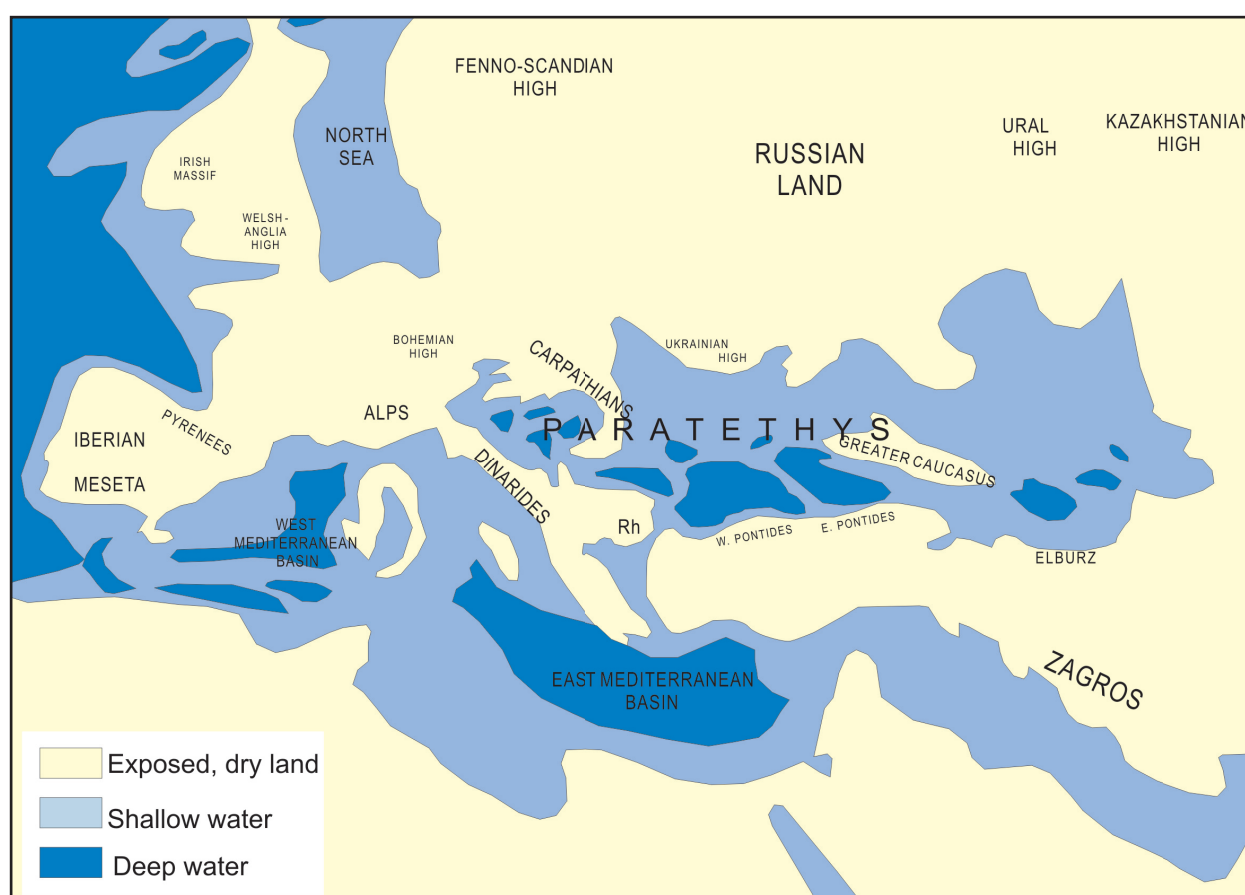 FENNO-SCANDIAN
HIGH
NORTH
SEA
RUSSIAN
LAND
URAL
HIGH
KAZAKHSTANIAN
HIGH
IRISH
MASSIF
WELSH-
ANGLIA
HIGH
BOHEMIAN
HIGH
CARPATHIANS
UKRAINIAN
HIGH
ALPS
PYRENEES
IBERIAN
MESETA
PARATETHYS
GREATER CAUCASUS
DINARIDES
Rh
W. PONTIDES
E. PONTIDES
ELBURZ
WEST
MEDITERRANEAN
BASIN
EAST MEDITERRANEAN
BASIN
ZAGROS
Exposed, dry land
Shallow water
Deep water